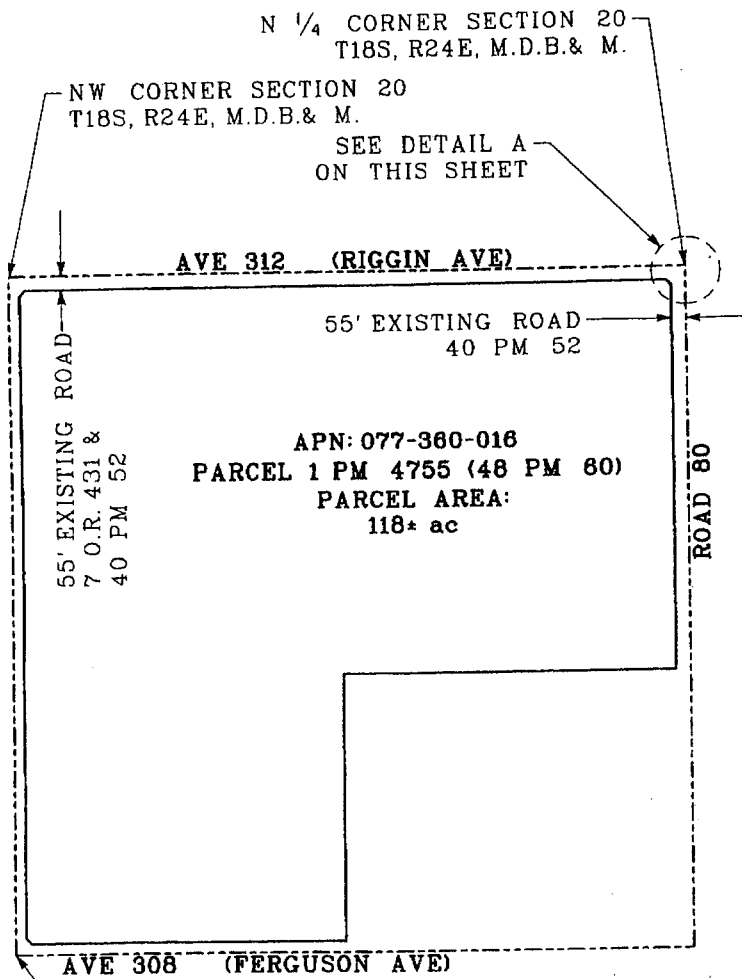 N 1/4 CORNER SECTION 20
T18S, R24E, M.D.B.& M.
NW CORNER SECTION 20
T18S, R24E, M.D.B.& M.
SEE DETAIL A
ON THIS SHEET
AVE 312 (RIGGIN AVE)
55' EXISTING ROAD
40 PM 52
55' EXISTING ROAD
7 O.R. 431 &
40 PM 52
APN: 077-360-016
PARCEL 1 PM 4755 (48 PM 60)
PARCEL AREA:
118± ac
ROAD 80
AVE 308 (FERGUSON AVE)